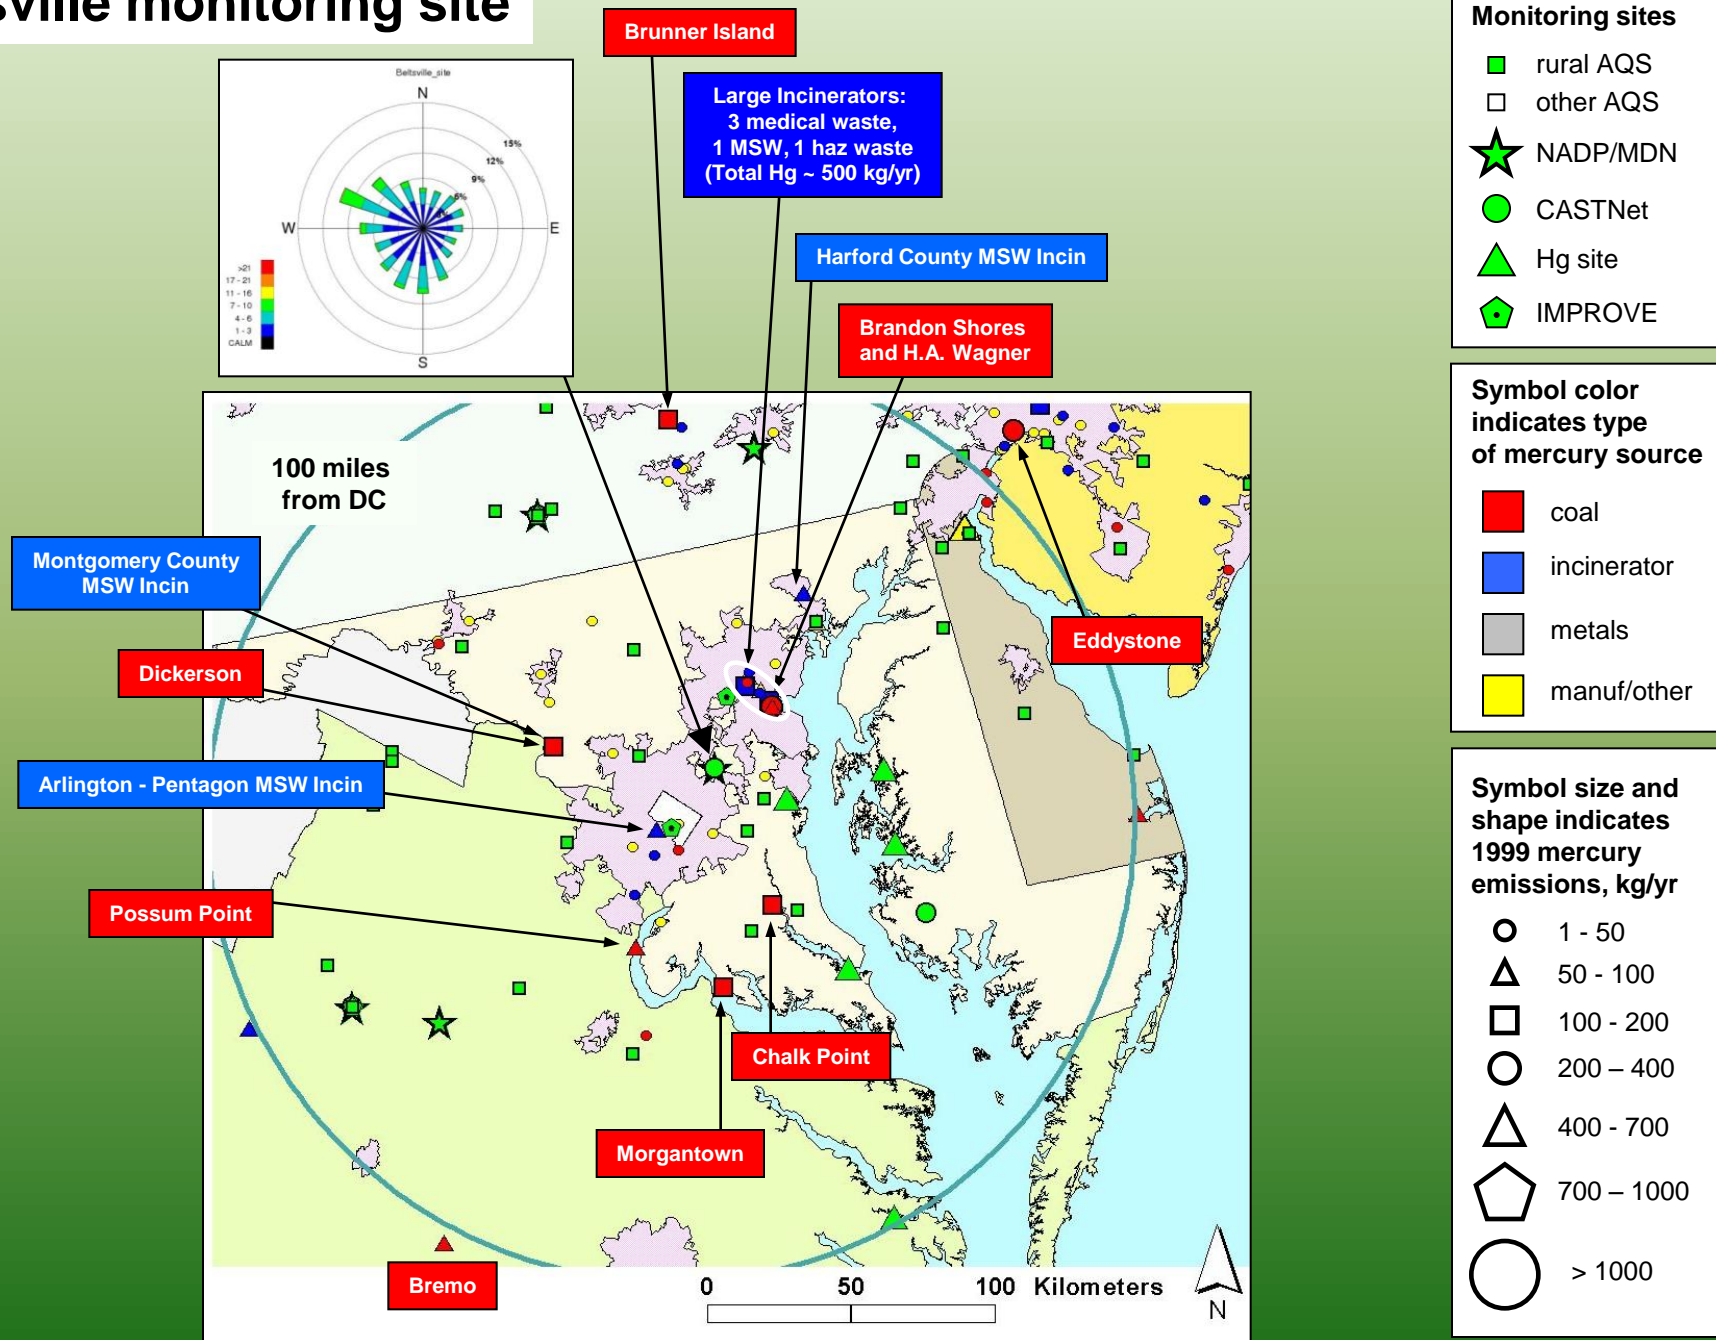 sville monitoring site
Brunner Island
Large Incinerators:
3 medical waste,
1 MSW, 1 haz waste
(Total Hg ~ 500 kg/yr)
Harford County MSW Incin
Brandon Shores
and H.A. Wagner
Beltsville_site
N
15%
12%
9%
6%
W
E
S
>21
17 - 21
11 - 16
7 - 10
4 - 6
1 - 3
CALM
100 miles
from DC
Montgomery County
MSW Incin
Dickerson
Arlington - Pentagon MSW Incin
Possum Point
Eddystone
Chalk Point
Morgantown
Bremo
0 50 100 Kilometers
N
Monitoring sites
rural AQS
other AQS
NADP/MDN
CASTNet
Hg site
IMPROVE
Symbol color
indicates type
of mercury source
coal
incinerator
metals
manuf/other
Symbol size and
shape indicates
1999 mercury
emissions, kg/yr
1 - 50
50 - 100
100 - 200
200 – 400
400 - 700
700 – 1000
> 1000